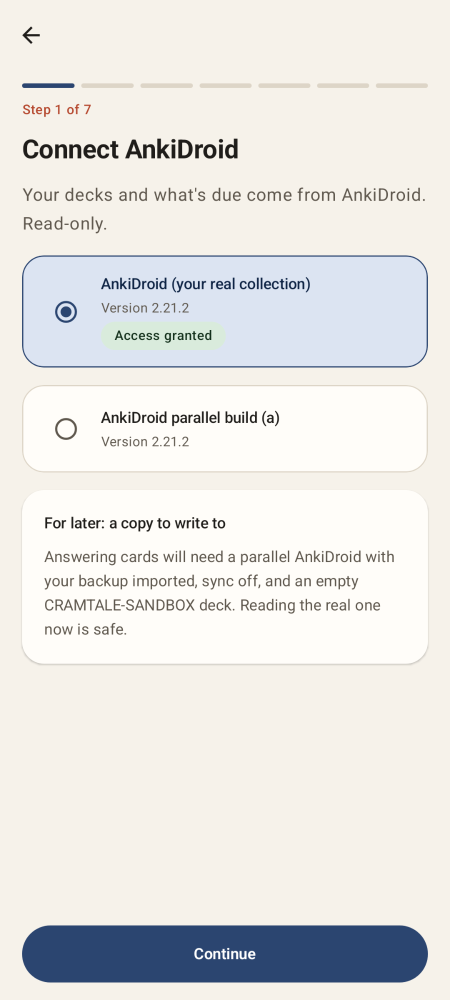 Step 1 of 7
Connect AnkiDroid
Your decks and what's due come from AnkiDroid.
Read-only.
AnkiDroid (your real collection)
Version 2.21.2
Access granted
AnkiDroid parallel build (a)
Version 2.21.2
For later: a copy to write to
Answering cards will need a parallel AnkiDroid with
your backup imported, sync off, and an empty
CRAMTALE-SANDBOX deck. Reading the real one
now is safe.
Continue